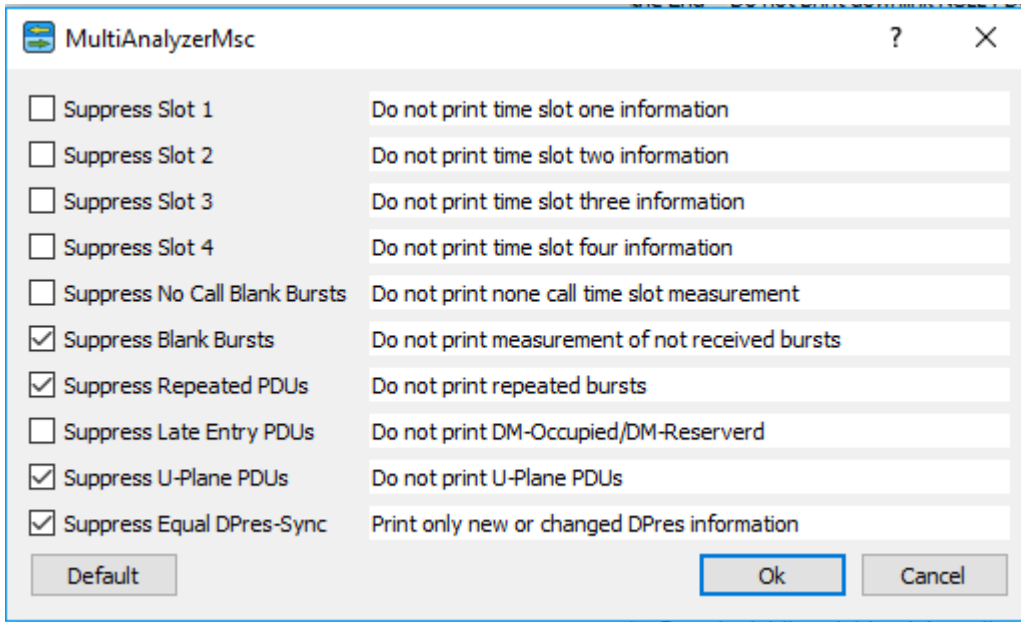 MultiAnalyzerMsc ?
Suppress Slot 1 Do not print time slot one information
Suppress Slot 2 Do not print time slot two information
Suppress Slot 3 Do not print time slot three information
Suppress Slot 4 Do not print time slot four information
Suppress No Call Blank Bursts Do not print none call time slot measurement
Suppress Blank Bursts Do not print measurement of not received bursts
Suppress Repeated PDUs Do not print repeated bursts
Suppress Late Entry PDUs Do not print DM-Occupied/DM-Reserverd
Suppress U-Plane PDUs Do not print U-Plane PDUs
Suppress Equal DPres-Sync Print only new or changed DPres information
Default Ok Cancel